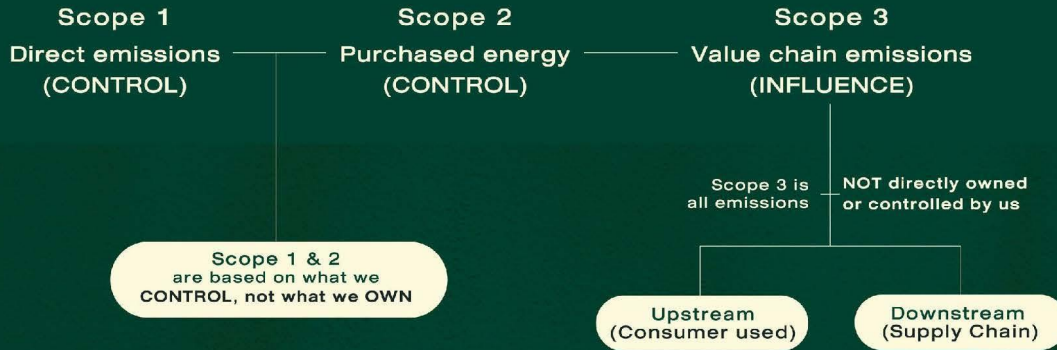 Scope 1
Direct emissions
(CONTROL)
Scope 2
Purchased energy
(CONTROL)
Scope 3
Value chain emissions
(INFLUENCE)
Scope 3 is
all emissions
NOT directly owned
or controlled by us
Scope 1 & 2
are based on what we
CONTROL, not what we OWN
Upstream
(Consumer used)
Downstream
(Supply Chain)